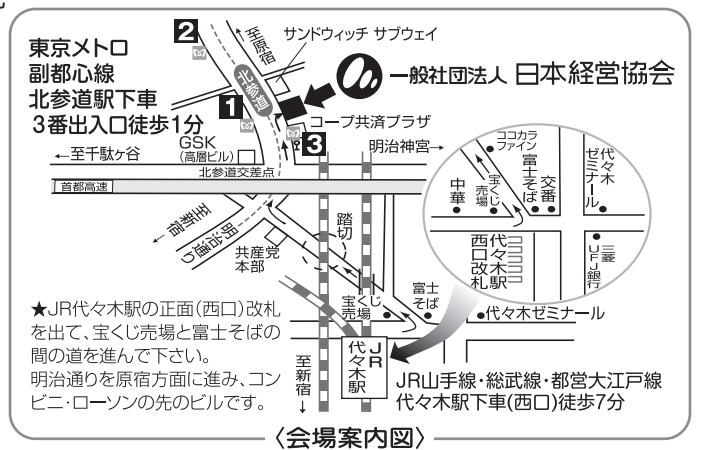 東京メトロ
副都心線
北参道駅下車
3番出入口徒歩1分
2
至原宿
サンドウィッチ サブウェイ
北参道
一般社団法人 日本経営協会
1
3
コープ共済プラザ
GSK
(高層ビル)
明治神宮→
←至千駄ヶ谷
北参道交差点
首都高速
至新宿
明治通り
共産党
本部
踏切
ココカラ
ファイン
代々木
ゼミナール
富士そば
交番
宝くじ
売場
中華
代々木駅
西口改札
三菱
UFJ銀行
★JR代々木駅の正面(西口)改札
を出て、宝くじ売場と富士そばの
間の道を進んで下さい。
明治通りを原宿方面に進み、コン
ビニ・ローソンの先のビルです。
宝くじ
売場
富士
そば
代々木ゼミナール
JR
代々木駅
至新宿
↓
JR山手線・総武線・都営大江戸線
代々木駅下車(西口)徒歩7分
〈会場案内図〉